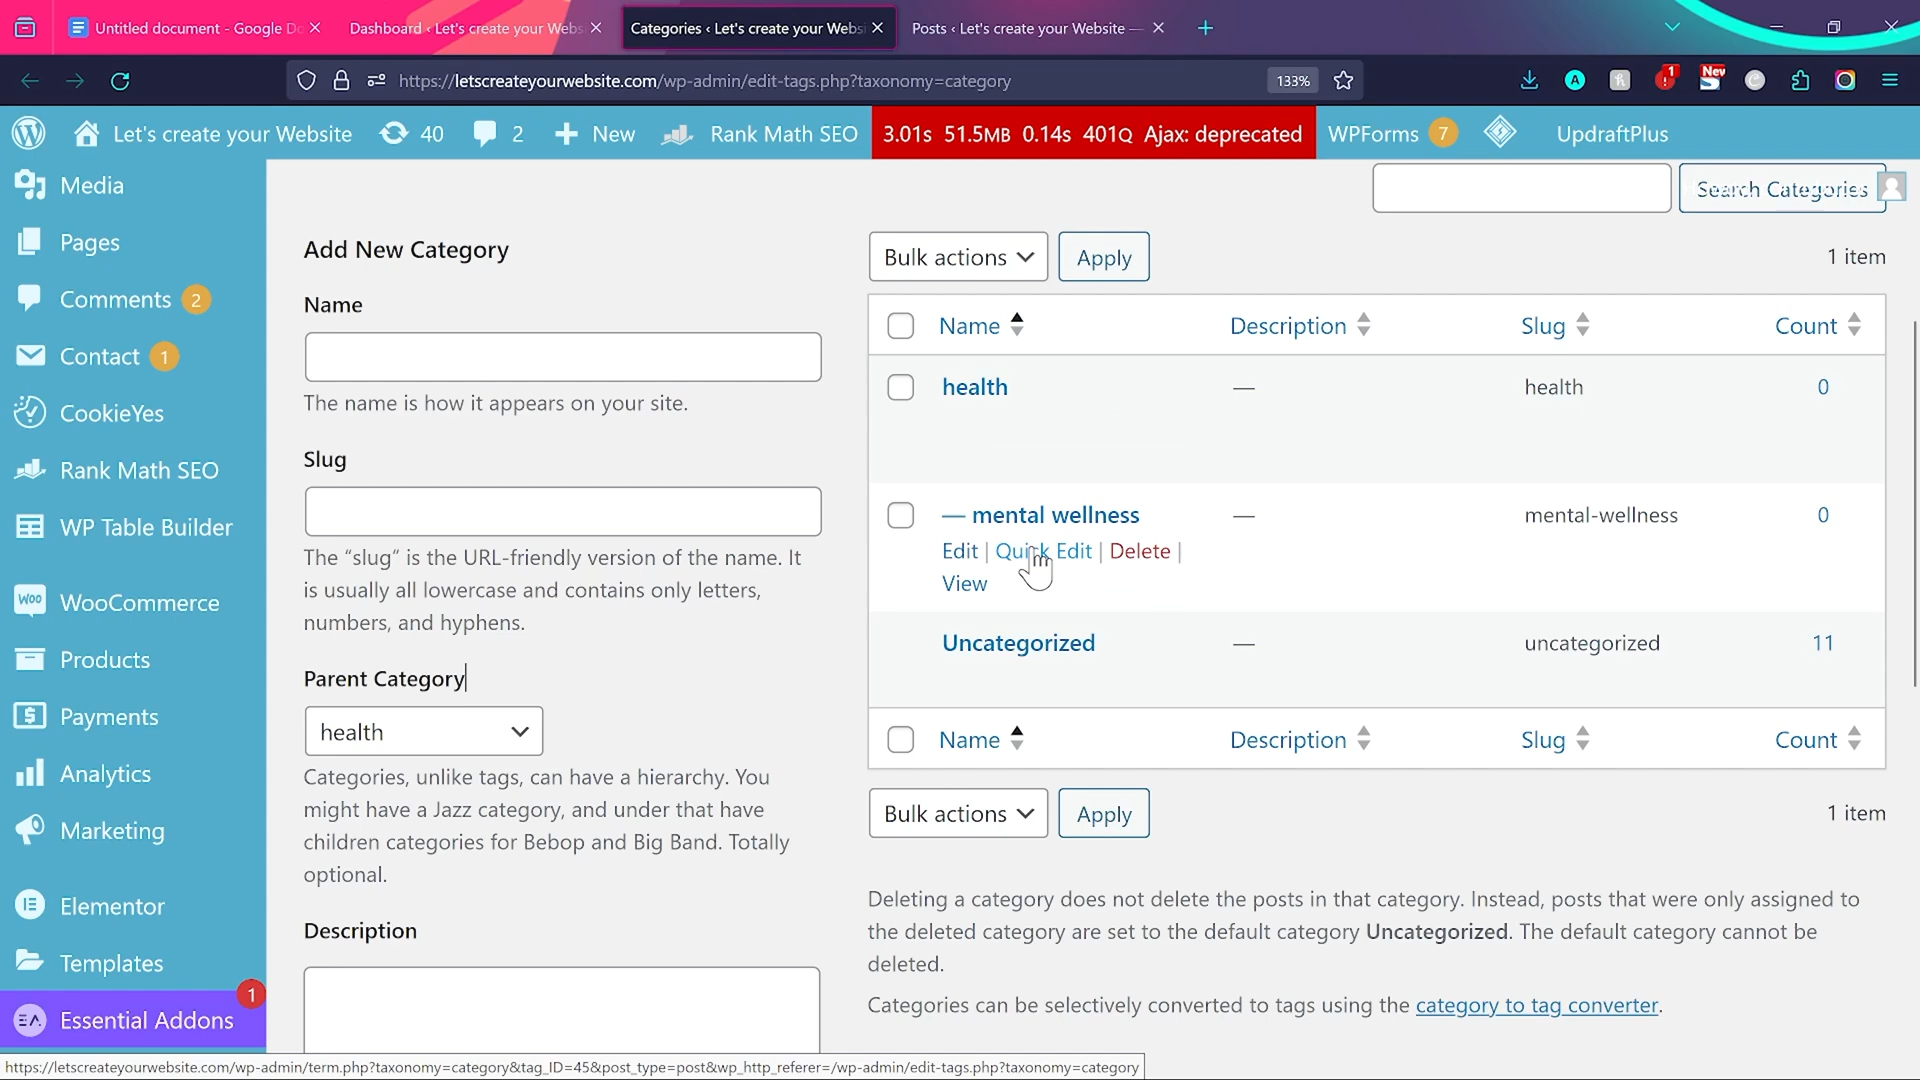 Untitled document - Google Do
Dashboard ‹ Let's create your Webs
Categories ‹ Let's create your Websi
Posts ‹ Let's create your Website —
https://letscreateyourwebsite.com/wp-admin/edit-tags.php?taxonomy=category
133%
1
New
Let's create your Website
40
2
New
Rank Math SEO
3.01s 51.5MB 0.14s 401Q Ajax: deprecated
WPForms 7
UpdraftPlus
Media
Pages
Comments 2
Contact 1
CookieYes
Rank Math SEO
WP Table Builder
WooCommerce
Products
Payments
Analytics
Marketing
Elementor
Templates
Essential Addons 1
Search Categories
Add New Category
Name
The name is how it appears on your site.
Slug
The “slug” is the URL-friendly version of the name. It
is usually all lowercase and contains only letters,
numbers, and hyphens.
Parent Category
health
Categories, unlike tags, can have a hierarchy. You
might have a Jazz category, and under that have
children categories for Bebop and Big Band. Totally
optional.
Description
Bulk actions Apply 1 item
Name Description Slug Count
health — health 0
— mental wellness — mental-wellness 0
Edit | Quick Edit | Delete |
View
Uncategorized — uncategorized 11
Name Description Slug Count
Bulk actions Apply 1 item
Deleting a category does not delete the posts in that category. Instead, posts that were only assigned to
the deleted category are set to the default category Uncategorized. The default category cannot be
deleted.
Categories can be selectively converted to tags using the category to tag converter.
https://letscreateyourwebsite.com/wp-admin/term.php?taxonomy=category&tag_ID=45&post_type=post&wp_http_referer=/wp-admin/edit-tags.php?taxonomy=category